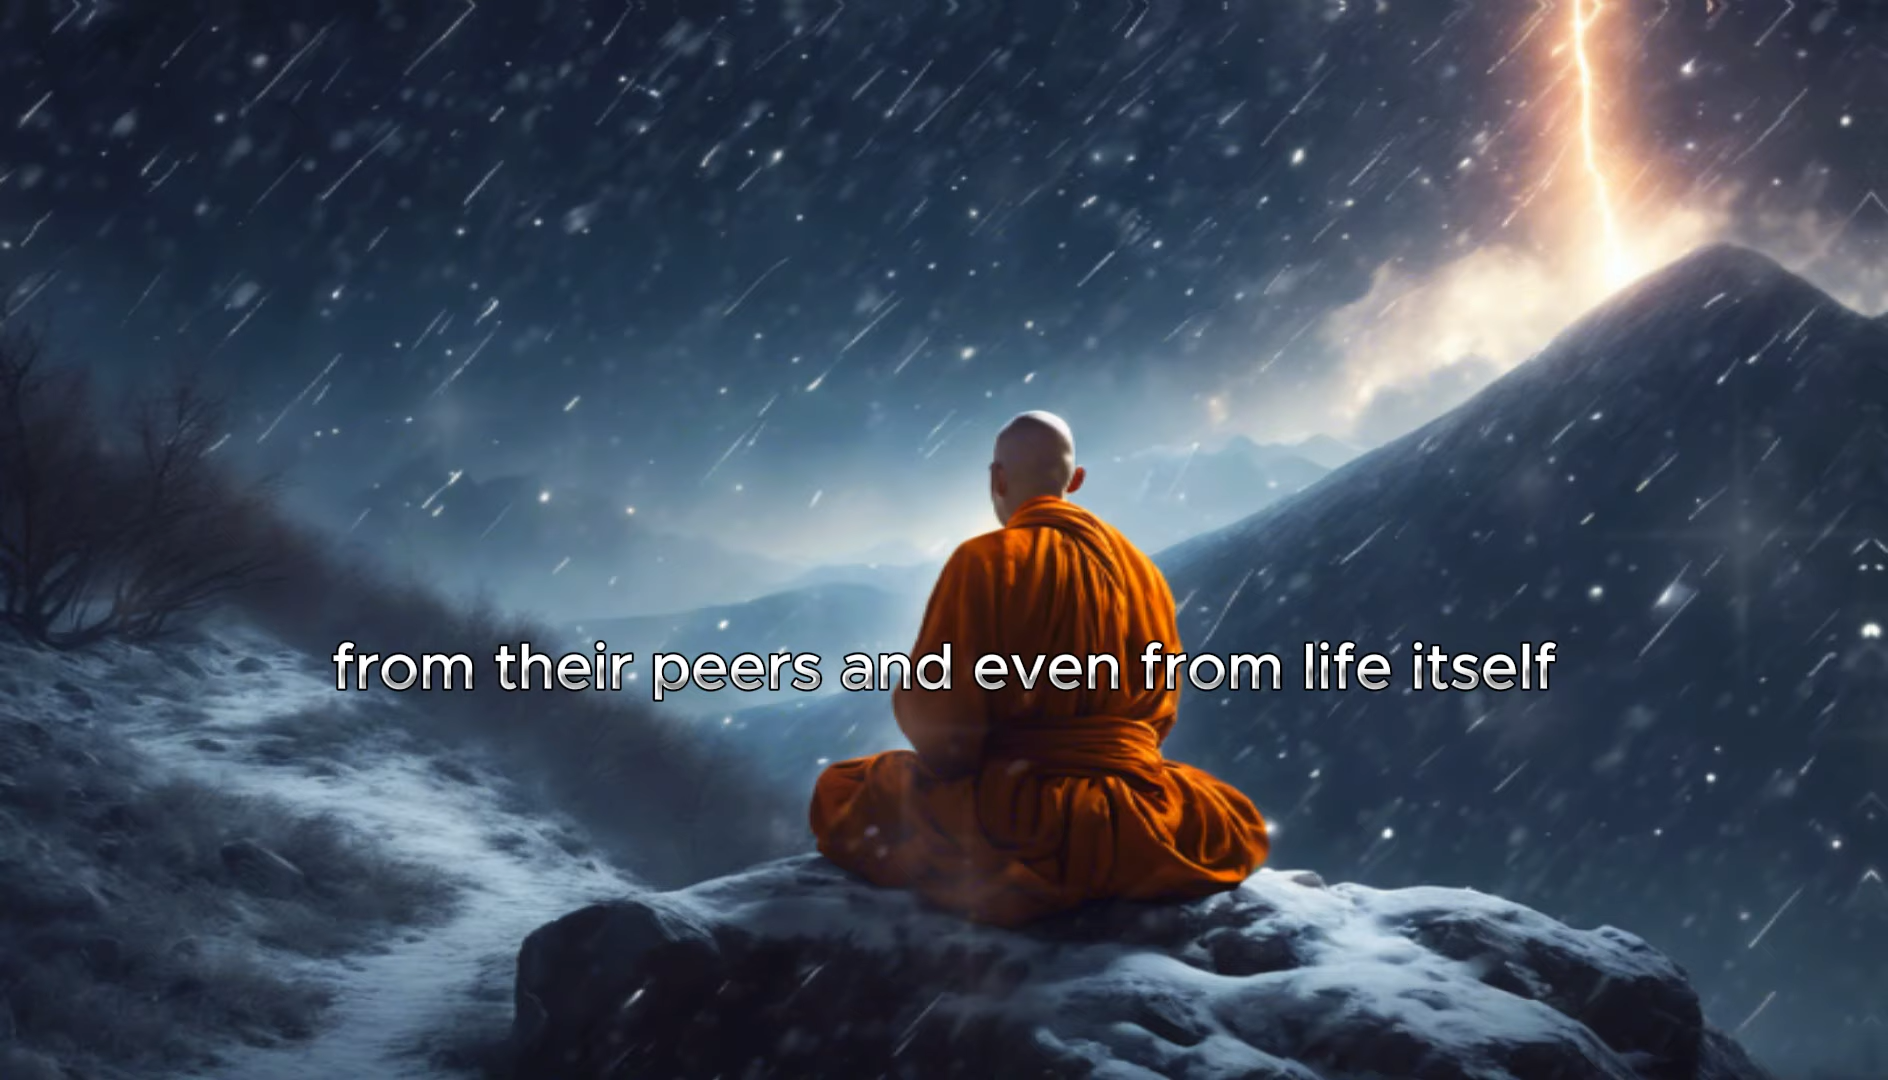 from their peers and even from life itself